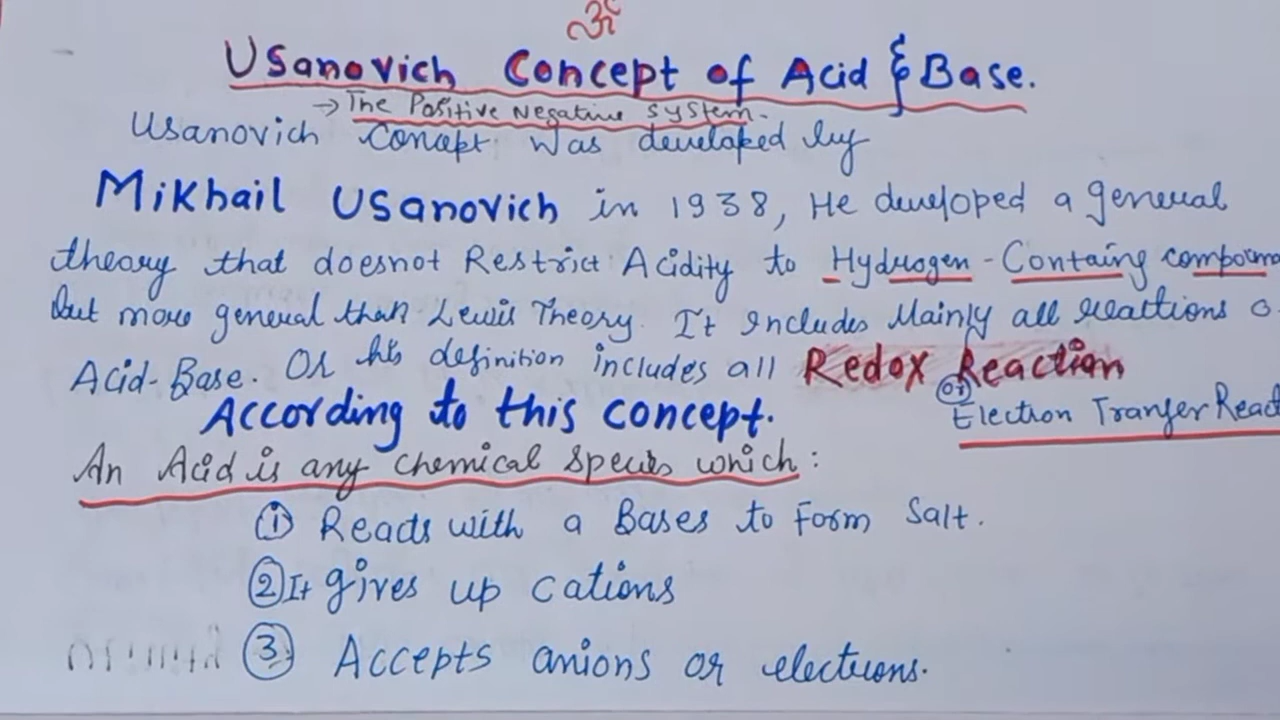 Usanovich Concept of Acid & Base.
→ The Positive Negative System.
Usanovich Concept was developed by
Mikhail Usanovich in 1938, He developed a general
theory that doesnot Restrict Acidity to Hydrogen - Containg
but more general than Lewis Theory. It Includes Mainly all reactions
Acid-Base. Or his definition includes all Redox Reaction
(or)
Election Tranfer
According to this concept.
An Acid is any chemical species which :
① Reacts with a Bases to Form Salt.
② It gives up cations
③ Accepts anions or electrons.